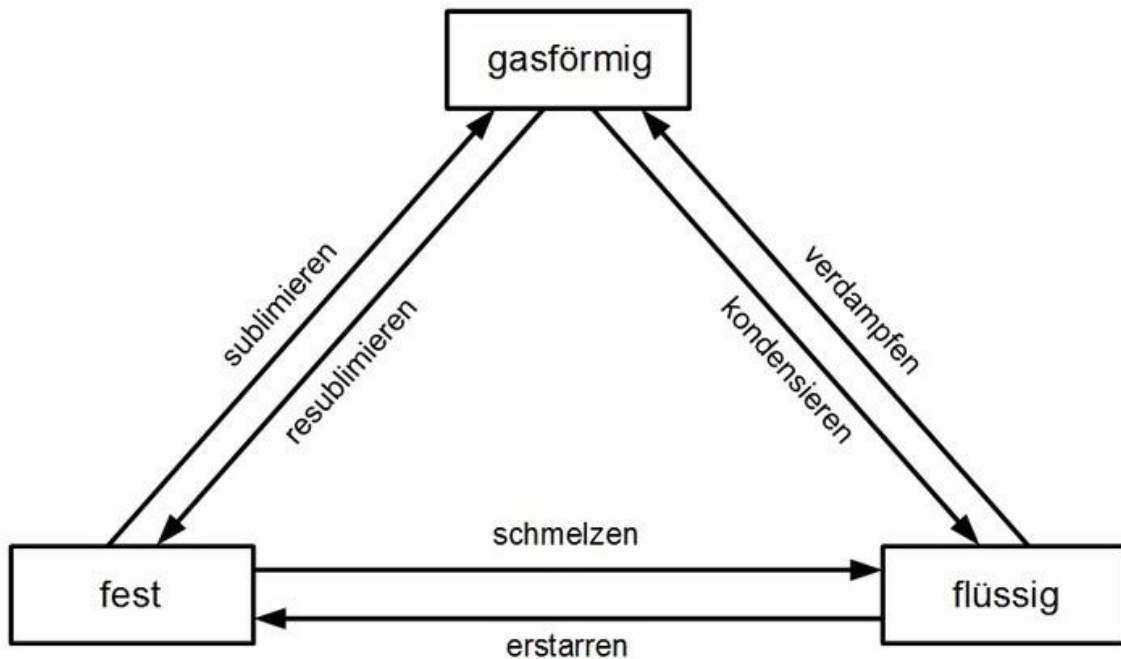 gasförmig
sublimieren
resublimieren
kondensieren
verdampfen
schmelzen
fest
flüssig
erstarren